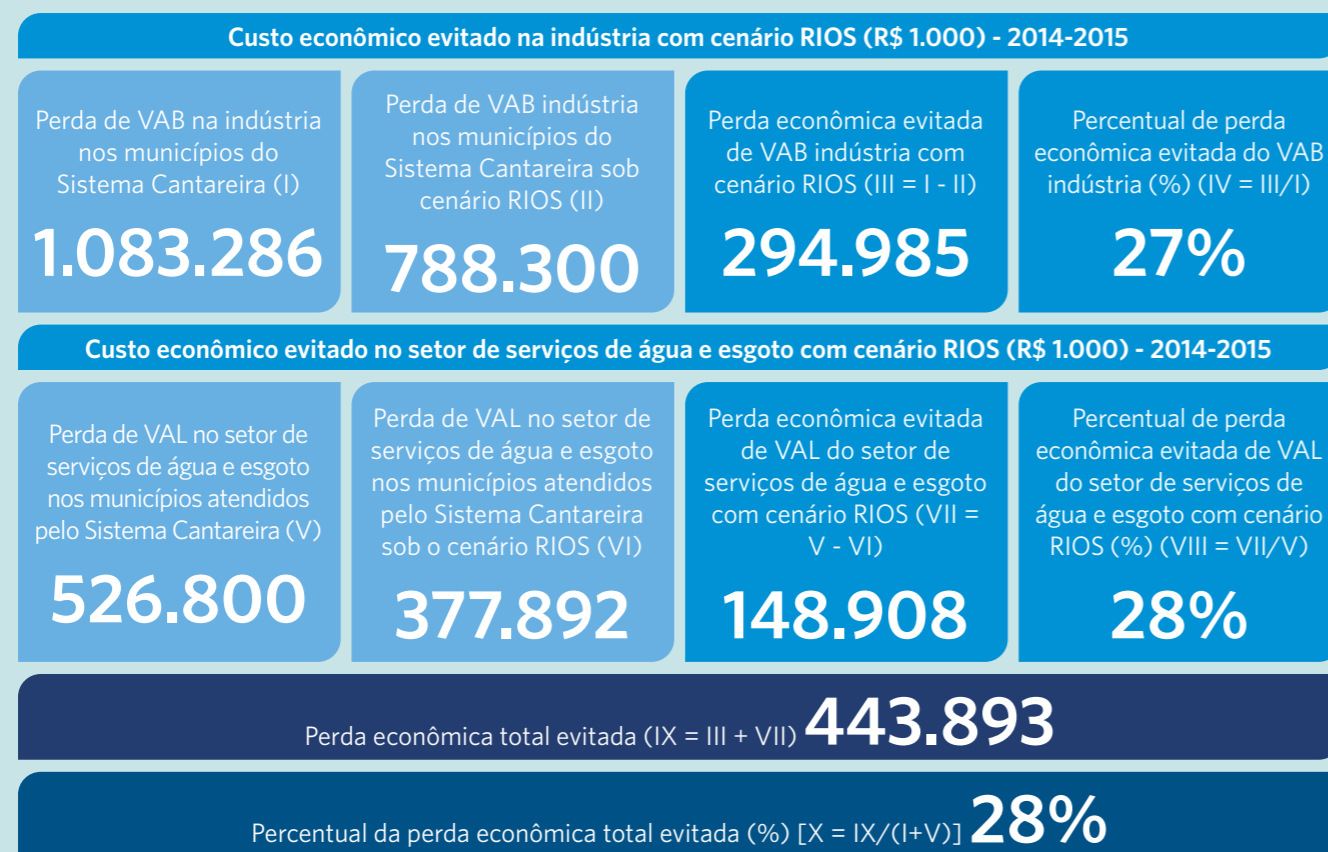 Custo econômico evitado na indústria com cenário RIOS (R$ 1.000) - 2014-2015
Perda de VAB na indústria
nos municípios do
Sistema Cantareira (I)
1.083.286
Perda de VAB indústria
nos municípios do
Sistema Cantareira sob
cenário RIOS (II)
788.300
Perda econômica evitada
de VAB indústria com
cenário RIOS (III = I - II)
294.985
Percentual de perda
econômica evitada do VAB
indústria (%) (IV = III/I)
27%
Custo econômico evitado no setor de serviços de água e esgoto com cenário RIOS (R$ 1.000) - 2014-2015
Perda de VAL no setor de
serviços de água e esgoto
nos municípios atendidos
pelo Sistema Cantareira (V)
526.800
Perda de VAL no setor de
serviços de água e esgoto
nos municípios atendidos
pelo Sistema Cantareira
sob o cenário RIOS (VI)
377.892
Perda econômica evitada
de VAL do setor de
serviços de água e esgoto
com cenário RIOS (VII =
V - VI)
148.908
Percentual de perda
econômica evitada de VAL
do setor de serviços de
água e esgoto com cenário
RIOS (%) (VIII = VII/V)
28%
Perda econômica total evitada (IX = III + VII) 443.893
Percentual da perda econômica total evitada (%) [X = IX/(I+V)] 28%